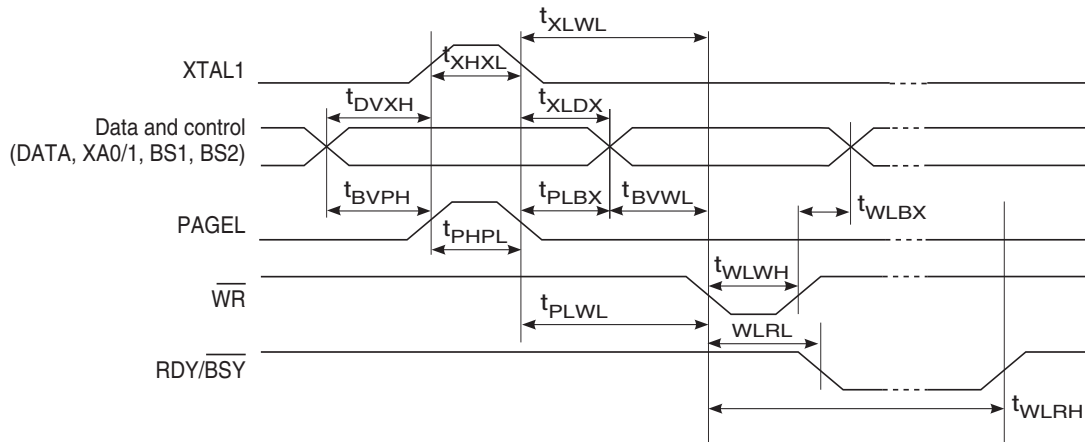 tXLWL
XTAL1
tXHXL
tDVXH
tXLDX
Data and control
(DATA, XA0/1, BS1, BS2)
tBVPH
tPLBX
tBVWL
tWLBX
PAGEL
tPHPL
tWLWH
WR
tPLWL
WLRL
RDY/BSY
tWLRH